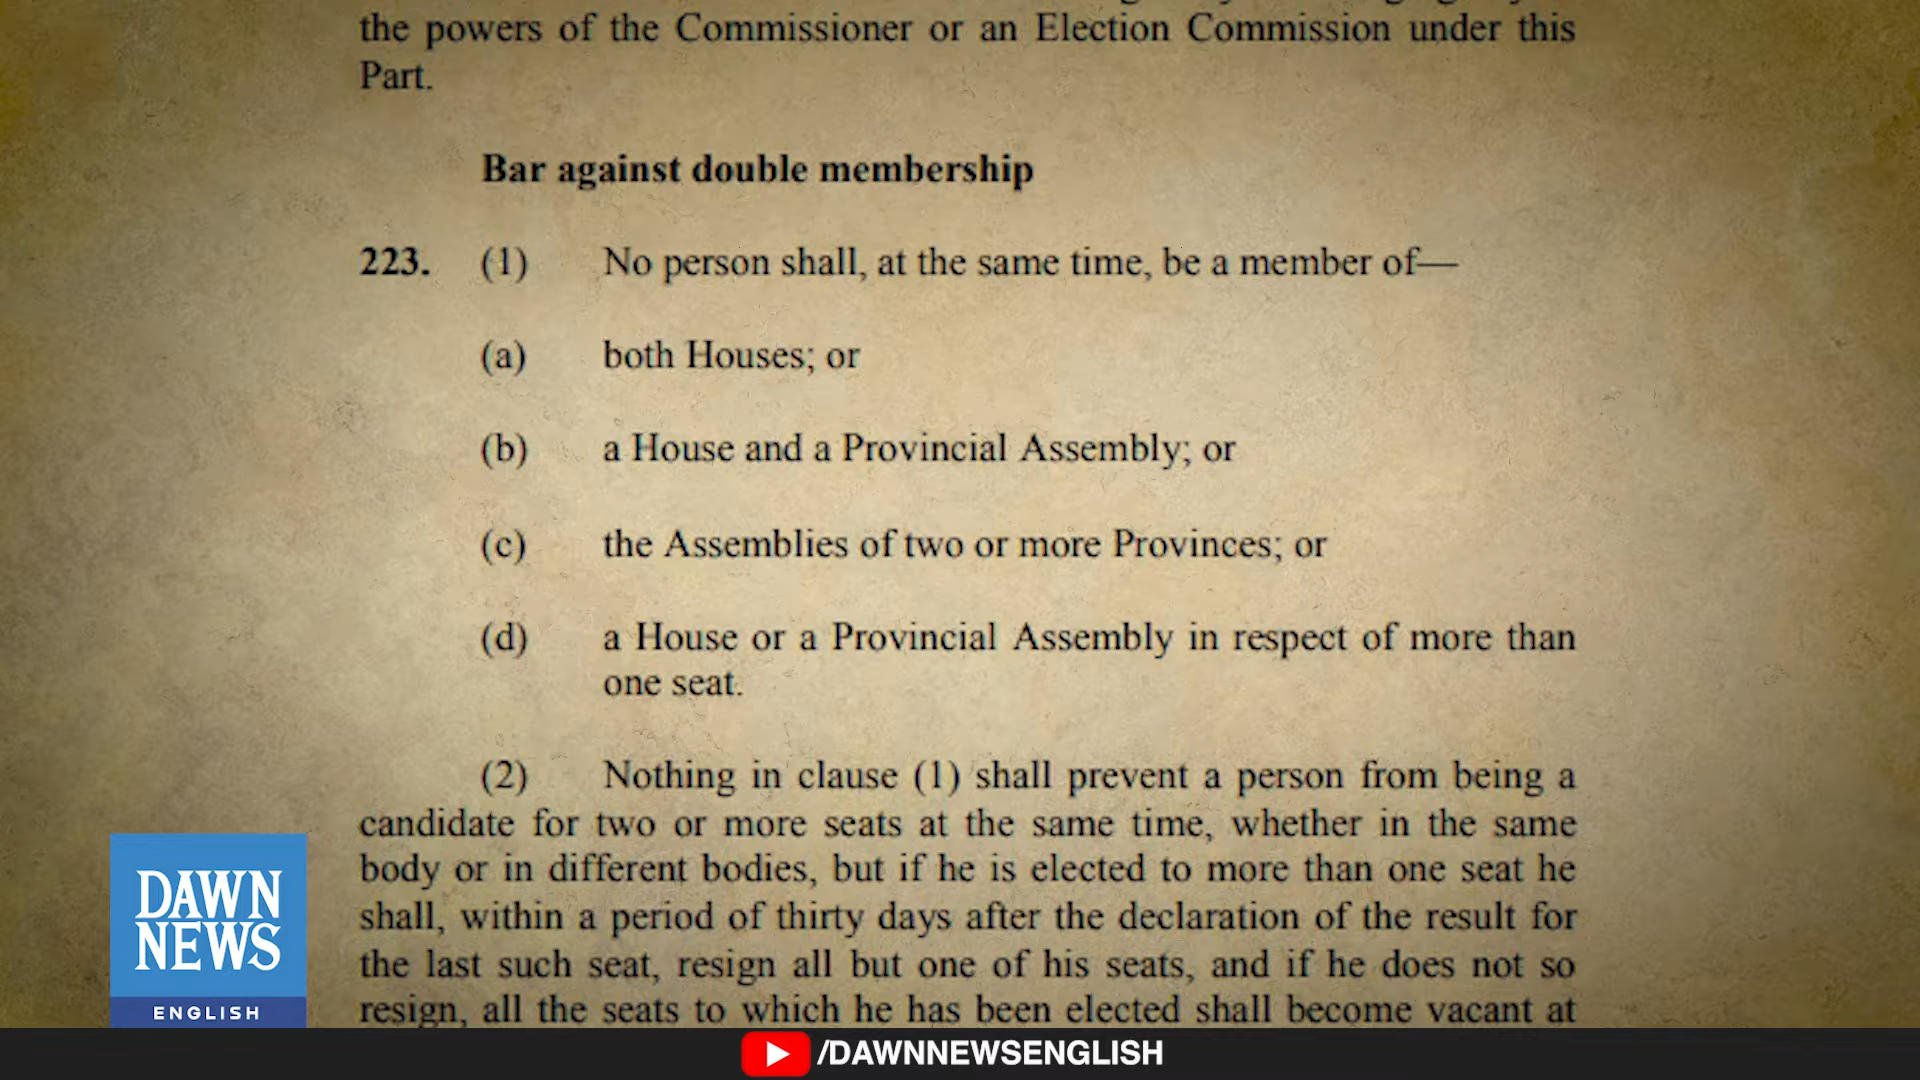 the powers of the Commissioner or an Election Commission under this
Part.
Bar against double membership
223. (1) No person shall, at the same time, be a member of—
(a) both Houses; or
(b) a House and a Provincial Assembly; or
(c) the Assemblies of two or more Provinces; or
(d) a House or a Provincial Assembly in respect of more than
one seat.
(2) Nothing in clause (1) shall prevent a person from being a
candidate for two or more seats at the same time, whether in the same
body or in different bodies, but if he is elected to more than one seat he
shall, within a period of thirty days after the declaration of the result for
the last such seat, resign all but one of his seats, and if he does not so
resign, all the seats to which he has been elected shall become vacant at
DAWN
NEWS
ENGLISH
/DAWNNEWSENGLISH